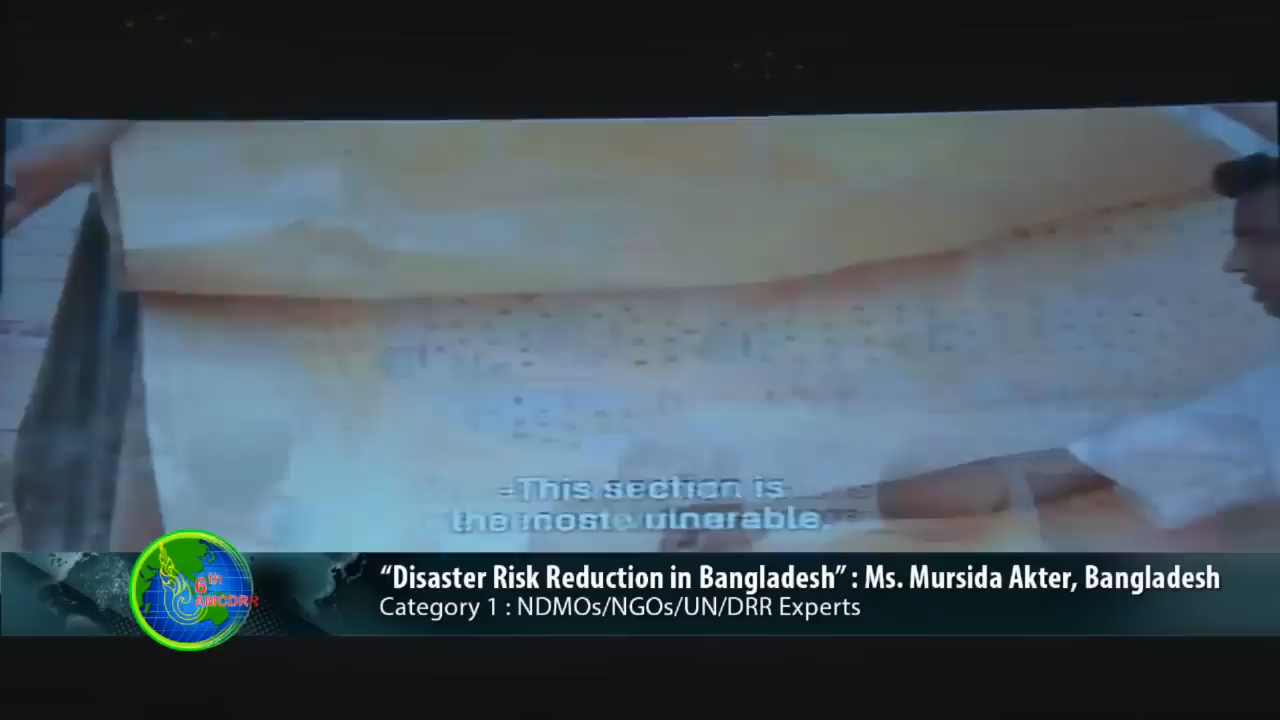 -This section is
the most vulnerable.
6th
AMCDRR
“Disaster Risk Reduction in Bangladesh” : Ms. Mursida Akter, Bangladesh
Category 1 : NDMOs/NGOs/UN/DRR Experts